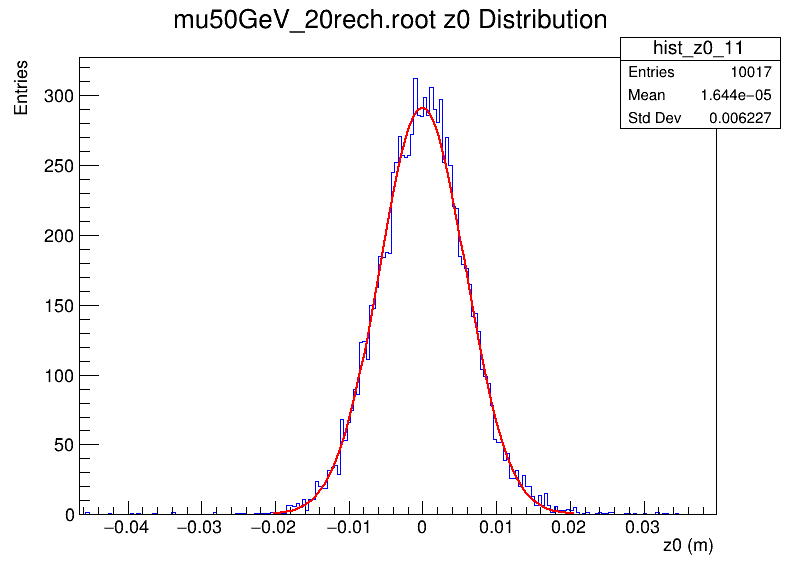 mu50GeV_20rech.root z0 Distribution
hist_z0_11
Entries 10017
Mean 1.644e−05
Std Dev 0.006227
Entries
300
250
200
150
100
50
0
−0.04 −0.03 −0.02 −0.01 0 0.01 0.02 0.03
z0 (m)